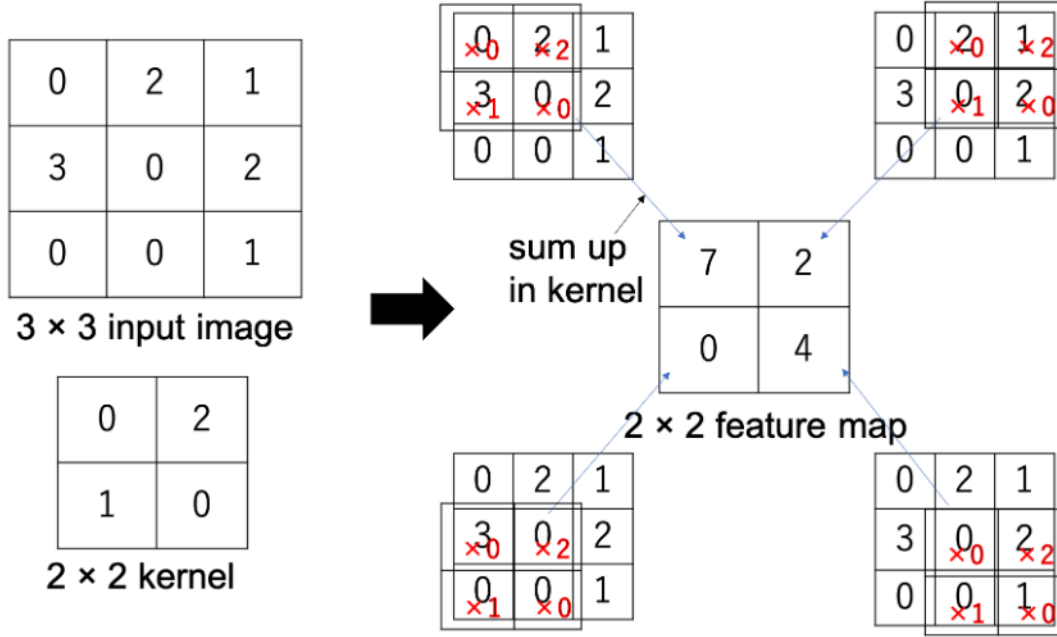 0 2 1
3 0 2
0 0 1
3 × 3 input image
0 2
1 0
2 × 2 kernel
0 2 1
×0 ×2
3 0 2
×1 ×0
0 0 1
0 2 1
×0 ×2
3 0 2
×1 ×0
0 0 1
sum up
in kernel
7 2
0 4
2 × 2 feature map
0 2 1
3 0 2
×0 ×2
0 0 1
×1 ×0
0 2 1
3 0 2
×0 ×2
0 0 1
×1 ×0